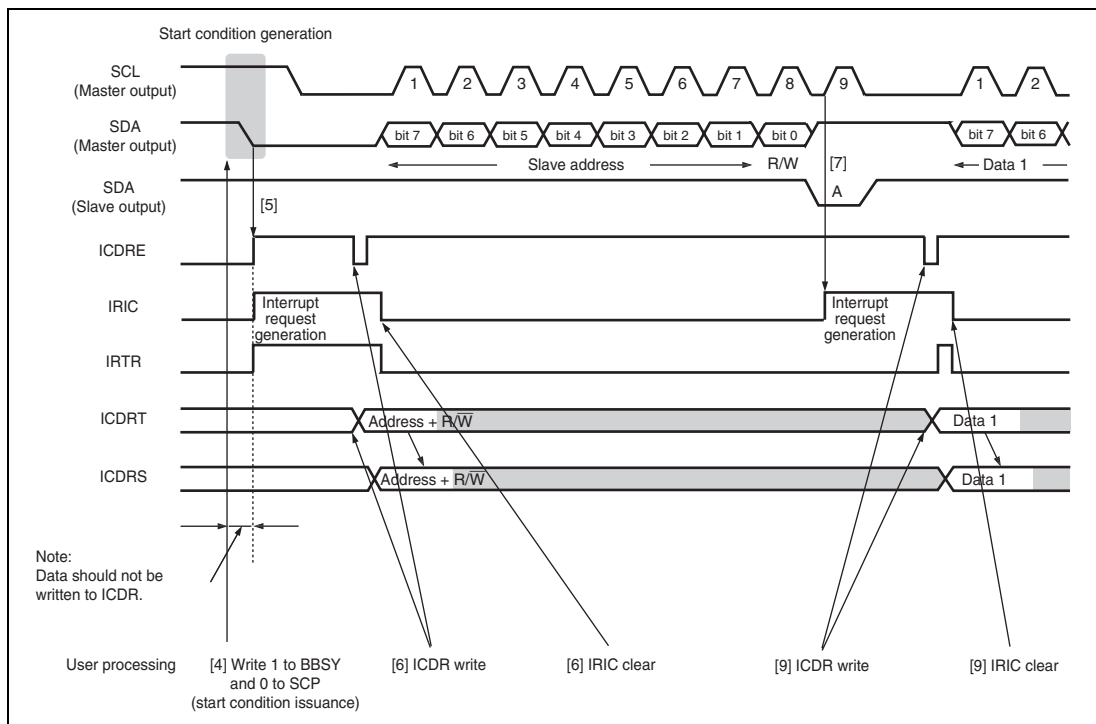 Start condition generation
SCL
(Master output)
1 2 3 4 5 6 7 8 9 1 2
SDA
(Master output)
bit 7 bit 6 bit 5 bit 4 bit 3 bit 2 bit 1 bit 0 bit 7 bit 6
Slave address R/W [7] Data 1
SDA
(Slave output)
A
[5]
ICDRE
IRIC
Interrupt
request
generation
Interrupt
request
generation
IRTR
ICDRT
Address + R/W̅ Data 1
ICDRS
Address + R/W̅ Data 1
Note:
Data should not be
written to ICDR.
User processing
[4] Write 1 to BBSY
and 0 to SCP
(start condition issuance)
[6] ICDR write
[6] IRIC clear
[9] ICDR write
[9] IRIC clear